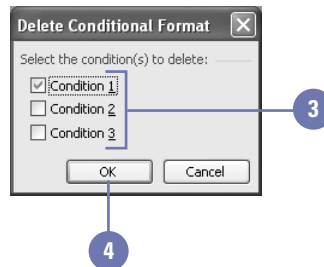 Delete Conditional Format
Select the condition(s) to delete:
Condition 1
Condition 2
Condition 3
3
OK
Cancel
4